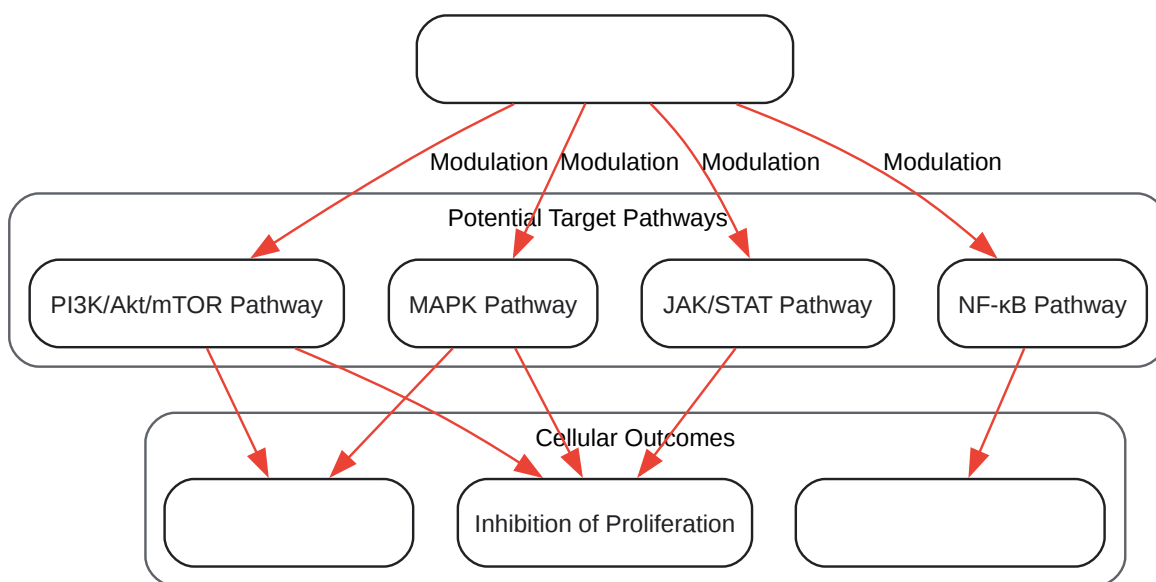 Modulation
Modulation
Modulation
Modulation
Potential Target Pathways
PI3K/Akt/mTOR Pathway
MAPK Pathway
JAK/STAT Pathway
NF-κB Pathway
Cellular Outcomes
Inhibition of Proliferation